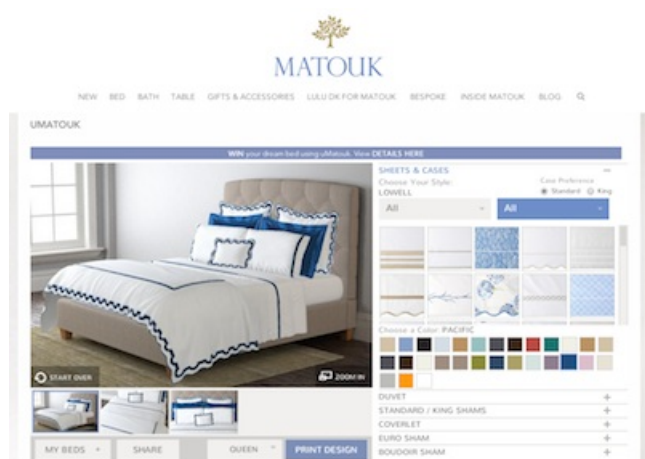 MATOUK
NEW BED BATH TABLE GIFTS & ACCESSORIES LULU DK FOR MATOUK BESPOKE INSIDE MATOUK BLOG
UMATOUK
WIN your dream bed using uMatouk. View DETAILS HERE
SHEETS & CASES
Choose Your Style:
LOWELL
Case Preference
Standard King
All
All
Choose a Color: PACIFIC
START OVER
ZOOM IN
DUVET +
STANDARD / KING SHAMS +
COVERLET +
EURO SHAM +
BOUDOIR SHAM +
MY BEDS
SHARE
QUEEN
PRINT DESIGN